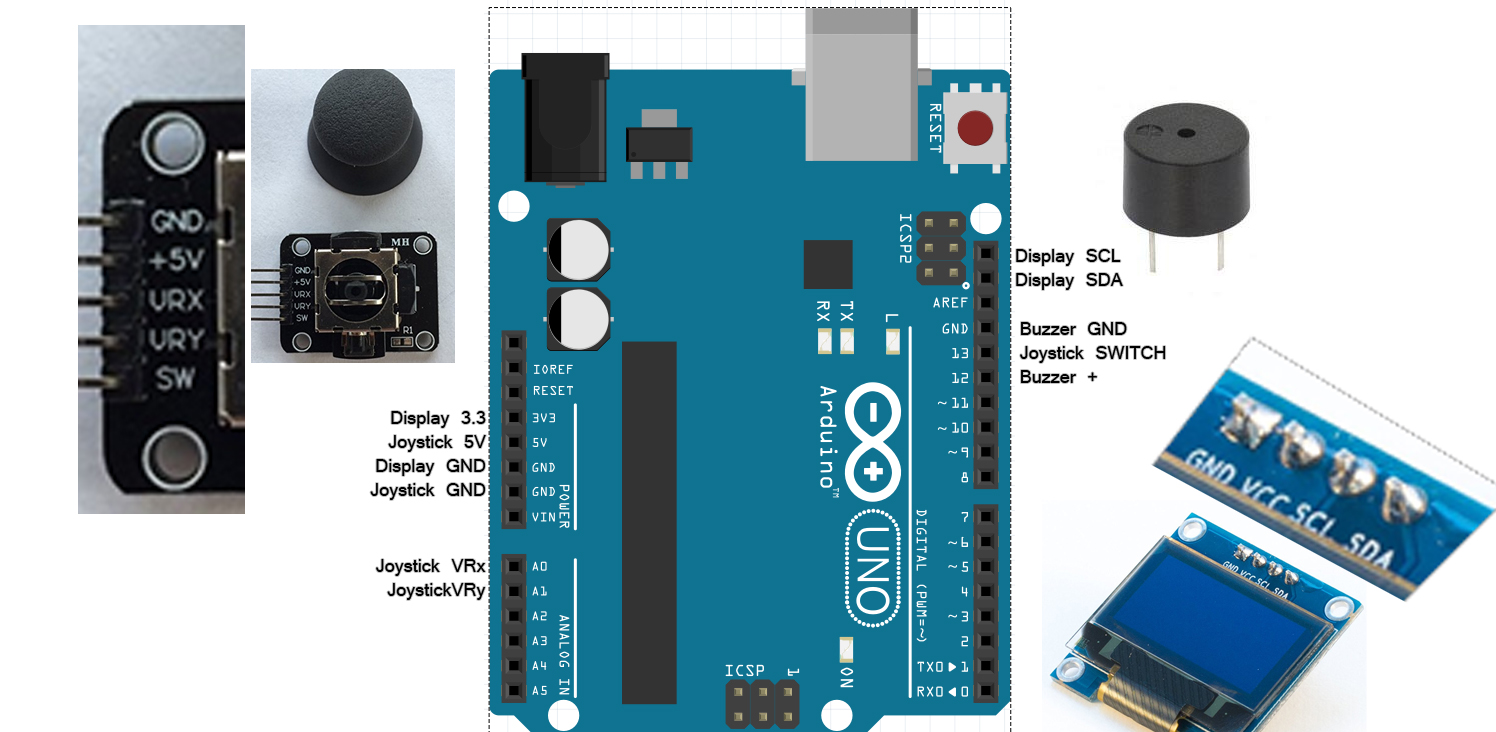 GND
+5V
URX
URY
SW
MH
GND
+5V
URX
URY
SW
R1
Display 3.3
Joystick 5V
Display GND
Joystick GND
Joystick VRx
JoystickVRy
RESET
ICSP2
IOREF
RESET
3V3
5V
GND
GND
VIN
POWER
A0
A1
A2
A3
A4
A5
ANALOG IN
RX
TX
L
Arduino™
UNO
ON
ICSP
1
AREF
GND
13
12
~11
~10
~9
8
7
~6
~5
4
~3
2
TX0▶1
RX0◀0
DIGITAL (PWM=~)
Display SCL
Display SDA
Buzzer GND
Joystick SWITCH
Buzzer +
GND VCC SCL SDA
GND VCC SCL SDA